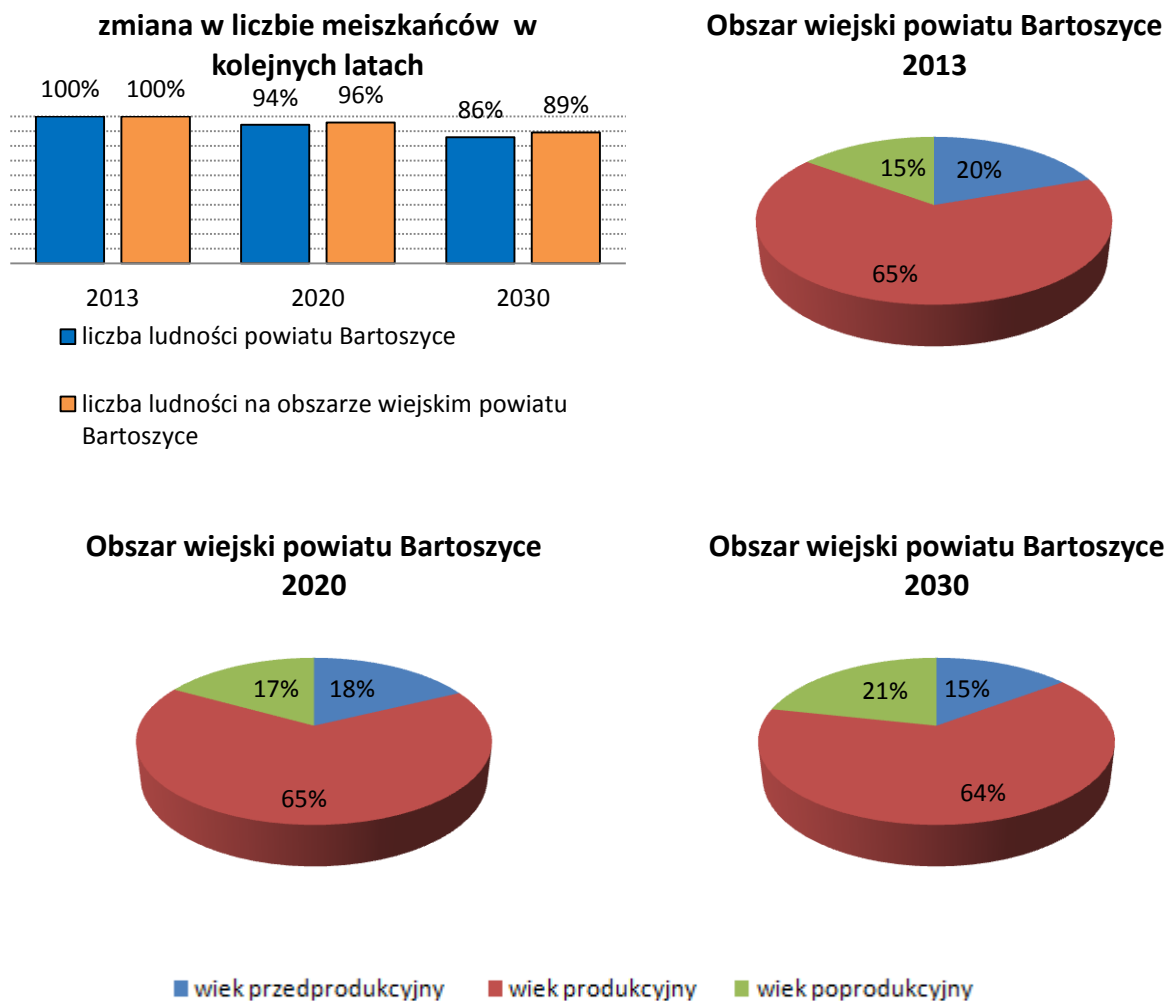 zmiana w liczbie meiszkańców w
kolejnych latach
100% 100% 94% 96% 86% 89%
2013 2020 2030
liczba ludności powiatu Bartoszyce
liczba ludności na obszarze wiejskim powiatu
Bartoszyce
Obszar wiejski powiatu Bartoszyce
2013
15% 20%
65%
Obszar wiejski powiatu Bartoszyce
2020
17% 18%
65%
Obszar wiejski powiatu Bartoszyce
2030
21% 15%
64%
wiek przedprodukcyjny wiek produkcyjny wiek poprodukcyjny